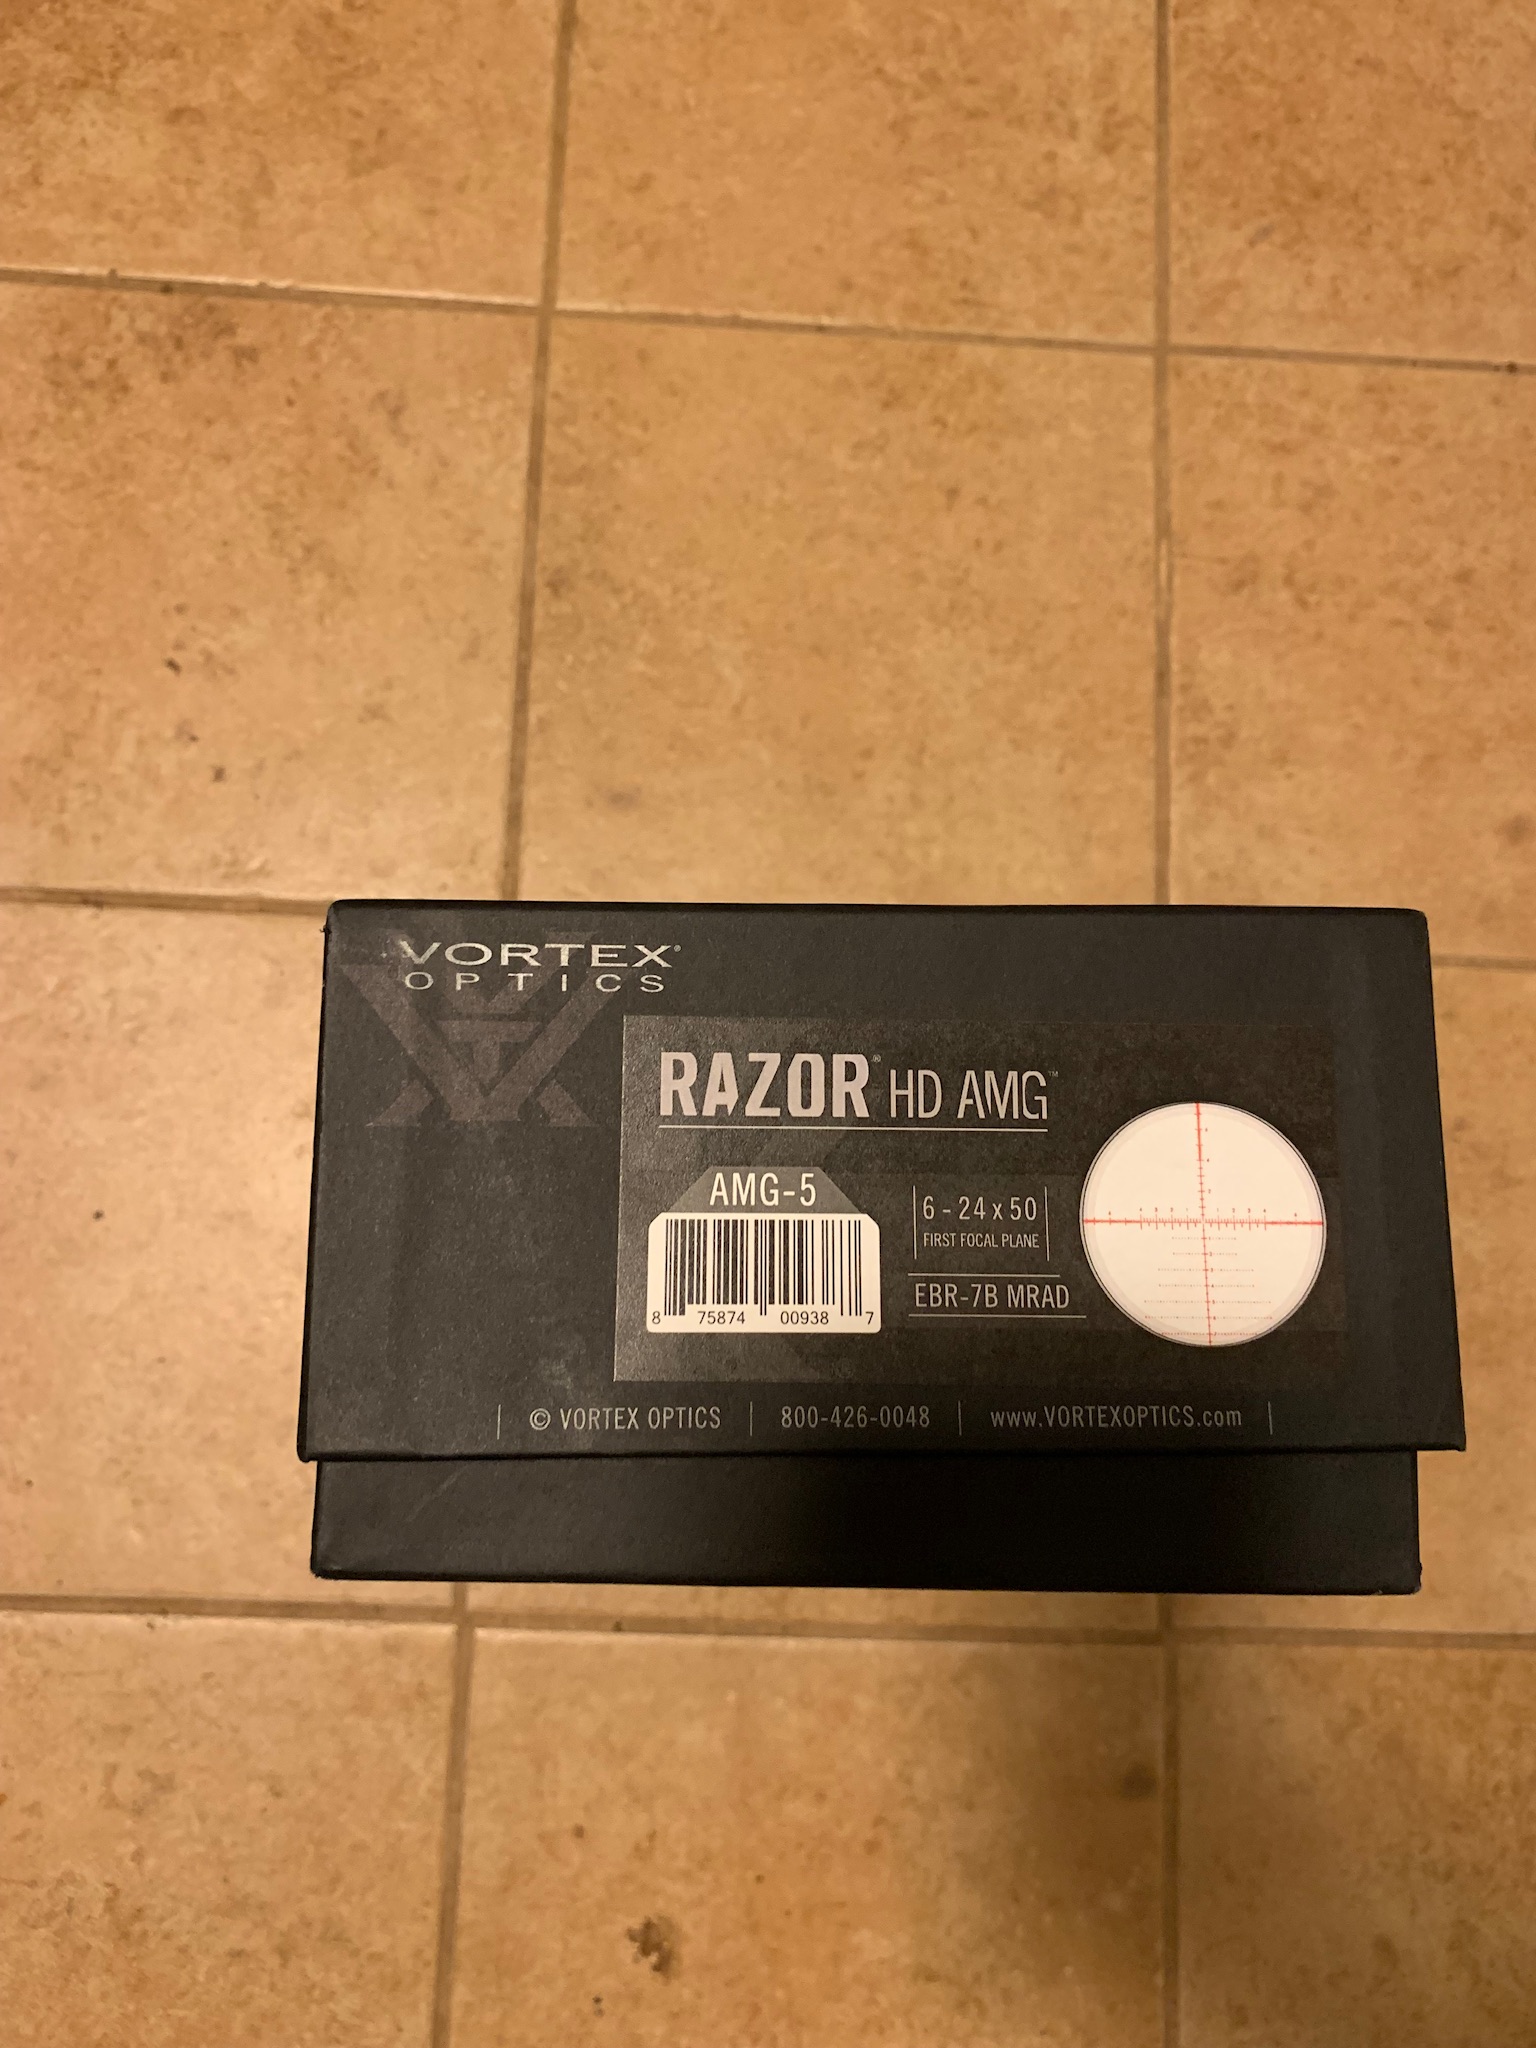 VORTEX®
OPTICS
RAZOR® HD AMG™
AMG-5
6 - 24 x 50
FIRST FOCAL PLANE
EBR-7B MRAD
8 75874 00938 7
© VORTEX OPTICS | 800-426-0048 | www.VORTEXOPTICS.com